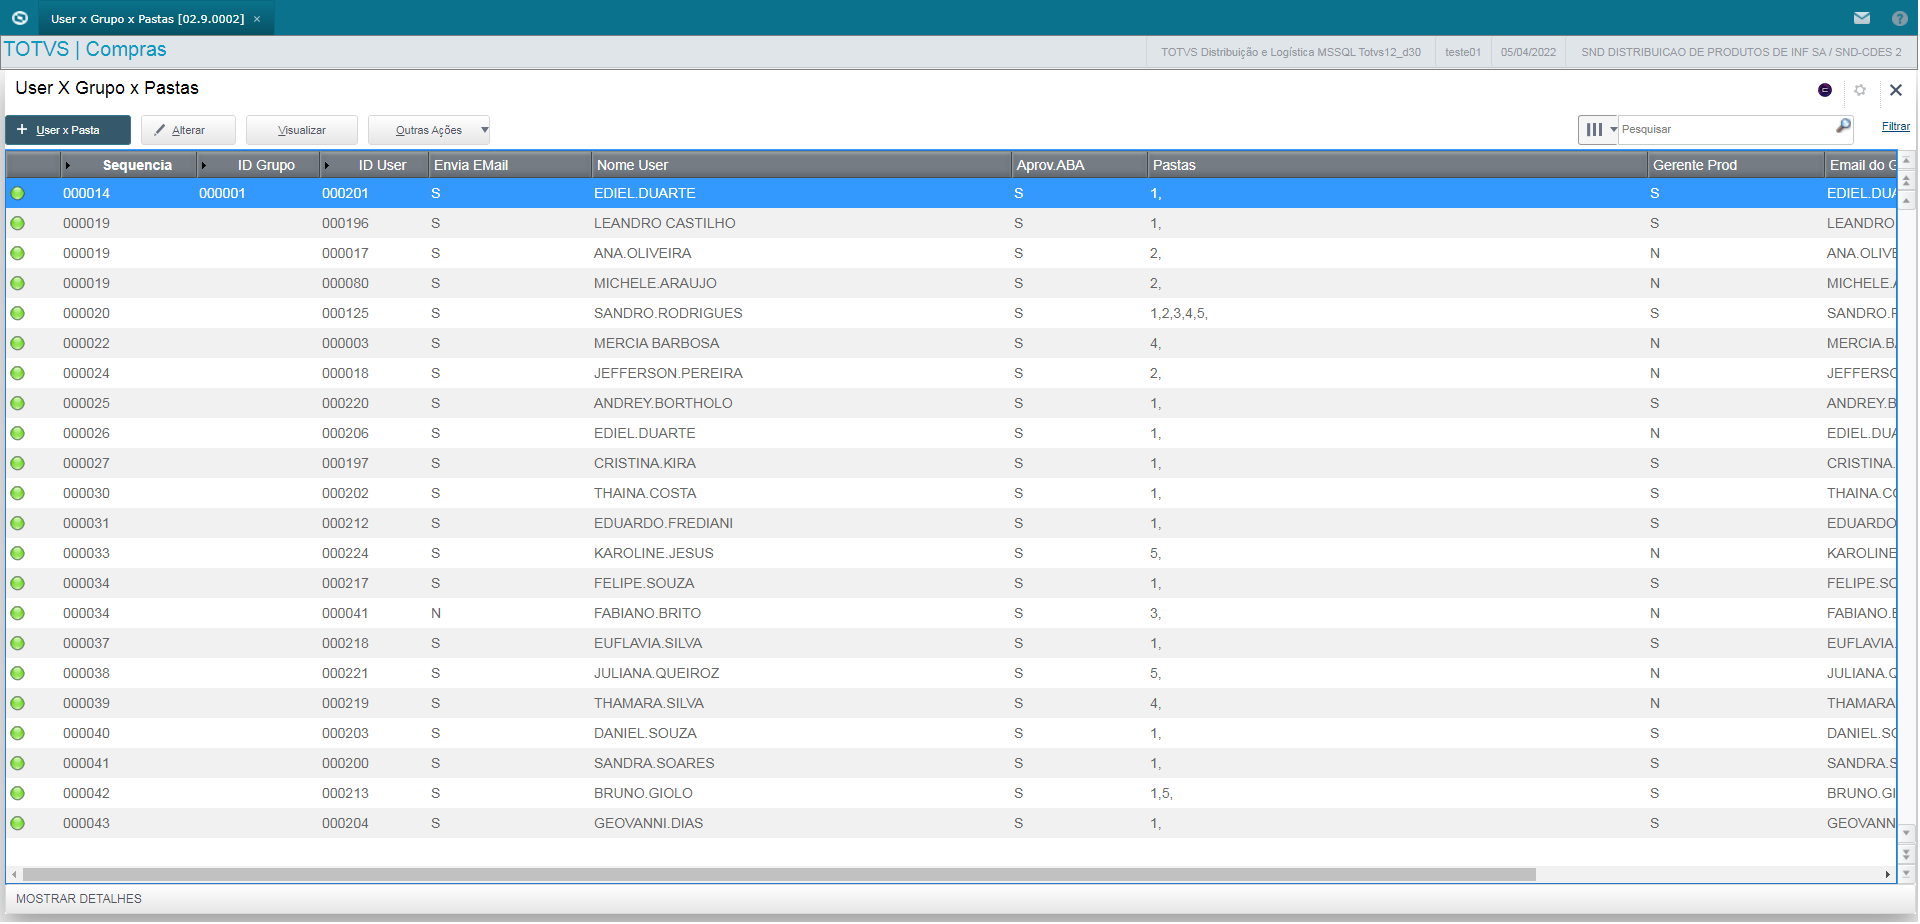 User x Grupo x Pastas [02.9.0002] ×
TOTVS | Compras
TOTVS Distribuição e Logística MSSQL Totvs12_d30 teste01 05/04/2022 SND DISTRIBUICAO DE PRODUTOS DE INF SA / SND-CDES 2
User X Grupo x Pastas
+ User x Pasta Alterar Visualizar Outras Ações Pesquisar Filtrar
Sequencia ID Grupo ID User Envia EMail Nome User Aprov.ABA Pastas Gerente Prod Email do G
000014 000001 000201 S EDIEL.DUARTE S 1, S EDIEL.DUA
000019 000196 S LEANDRO CASTILHO S 1, S LEANDRO
000019 000017 S ANA.OLIVEIRA S 2, N ANA.OLIVE
000019 000080 S MICHELE.ARAUJO S 2, N MICHELE.A
000020 000125 S SANDRO.RODRIGUES S 1,2,3,4,5, S SANDRO.R
000022 000003 S MERCIA BARBOSA S 4, N MERCIA.BA
000024 000018 S JEFFERSON.PEREIRA S 2, N JEFFERSO
000025 000220 S ANDREY.BORTHOLO S 1, S ANDREY.B
000026 000206 S EDIEL.DUARTE S 1, N EDIEL.DUA
000027 000197 S CRISTINA.KIRA S 1, S CRISTINA.
000030 000202 S THAINA.COSTA S 1, S THAINA.CO
000031 000212 S EDUARDO.FREDIANI S 1, S EDUARDO
000033 000224 S KAROLINE.JESUS S 5, N KAROLINE
000034 000217 S FELIPE.SOUZA S 1, S FELIPE.SO
000034 000041 N FABIANO.BRITO S 3, N FABIANO.B
000037 000218 S EUFLAVIA.SILVA S 1, S EUFLAVIA.
000038 000221 S JULIANA.QUEIROZ S 5, N JULIANA.Q
000039 000219 S THAMARA.SILVA S 4, N THAMARA
000040 000203 S DANIEL.SOUZA S 1, S DANIEL.SO
000041 000200 S SANDRA.SOARES S 1, S SANDRA.S
000042 000213 S BRUNO.GIOLO S 1,5, S BRUNO.GI
000043 000204 S GEOVANNI.DIAS S 1, S GEOVANN
MOSTRAR DETALHES